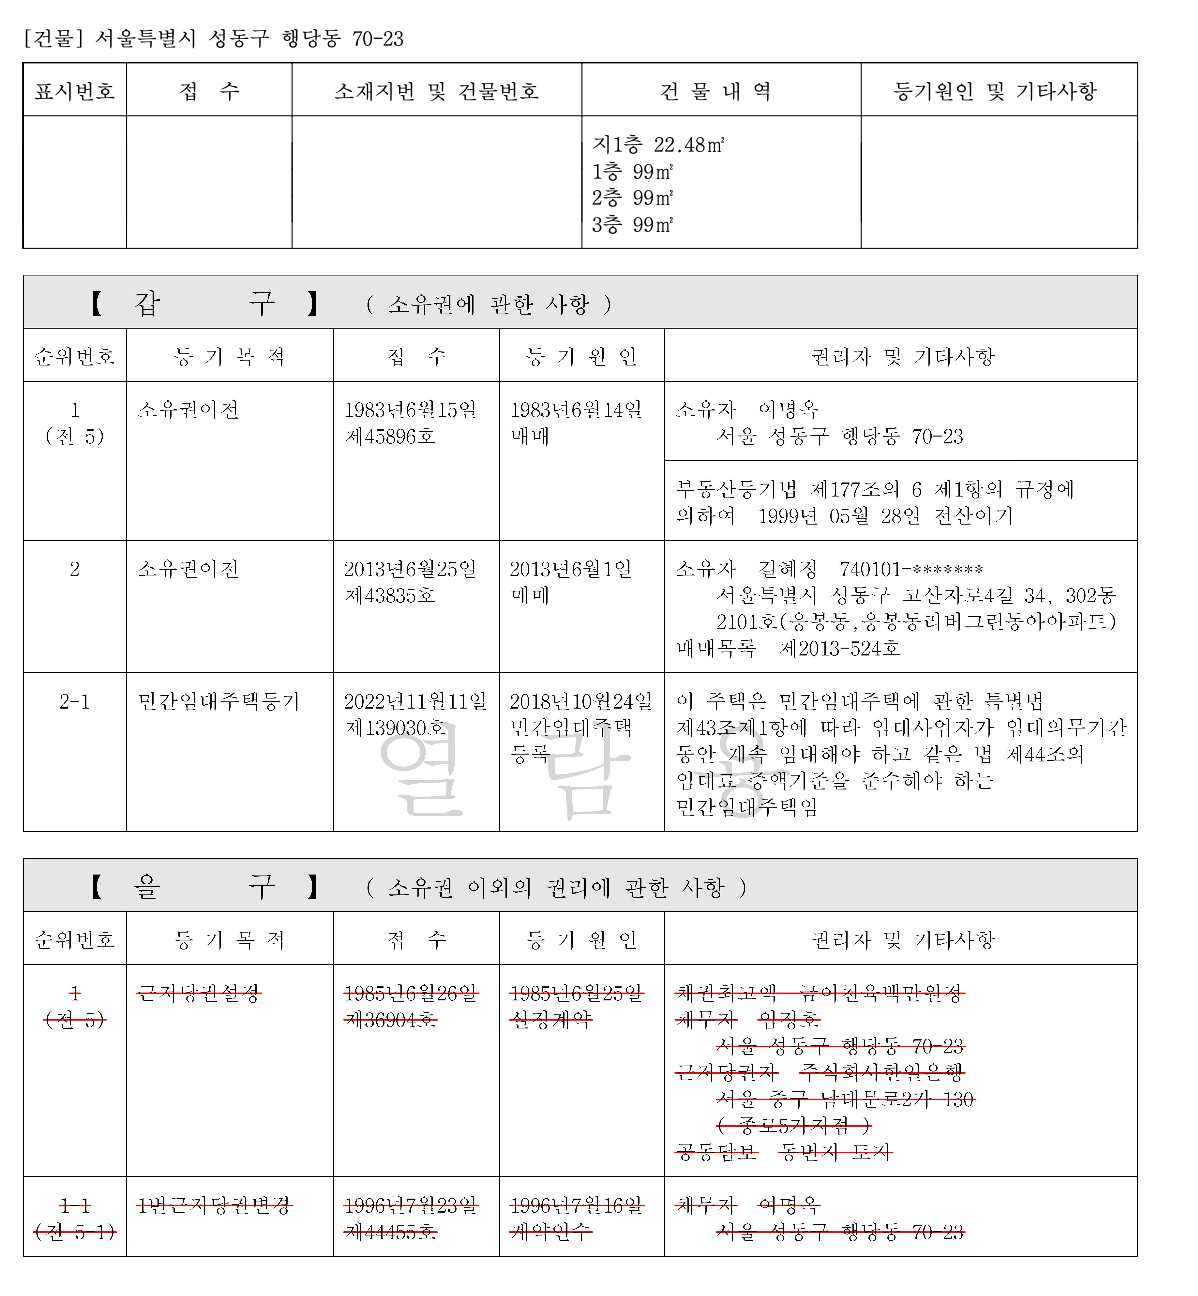 [건물] 서울특별시 성동구 행당동 70-23
표시번호 접 수 소재지번 및 건물번호 건 물 내 역 등기원인 및 기타사항
지1층 22.48㎡
1층 99㎡
2층 99㎡
3층 99㎡
【 갑 구 】 ( 소유권에 관한 사항 )
순위번호 등 기 목 적 접 수 등 기 원 인 권리자 및 기타사항
1 소유권이전 1983년6월15일 1983년6월14일 소유자 여명옥
(전 5) 제45896호 매매 서울 성동구 행당동 70-23
부동산등기법 제177조의 6 제1항의 규정에
의하여 1999년 05월 28일 전산이기
2 소유권이전 2013년6월25일 2013년6월1일 소유자 길혜정 740101-*******
제43835호 매매 서울특별시 성동구 고산자로4길 34, 302동
2101호(응봉동,응봉동리버그린동아아파트)
매매목록 제2013-524호
2-1 민간임대주택등기 2022년11월11일 2018년10월24일 이 주택은 민간임대주택에 관한 특별법
제139030호 민간임대주택 제43조제1항에 따라 임대사업자가 임대의무기간
등록 동안 계속 임대해야 하고 같은 법 제44조의
임대료 증액기준을 준수해야 하는
민간임대주택임
열 람 용
【 을 구 】 ( 소유권 이외의 권리에 관한 사항 )
순위번호 등 기 목 적 접 수 등 기 원 인 권리자 및 기타사항
1 근저당권설정 1985년6월26일 1985년6월25일 채권최고액 금이천육백만원정
(전 5) 제36904호 설정계약 채무자 임정호
서울 성동구 행당동 70-23
근저당권자 주식회사한일은행
서울 중구 남대문로2가 130
( 종로5가지점 )
공동담보 동번지 토지
1-1 1번근저당권변경 1996년7월23일 1996년7월16일 채무자 여명옥
(전 5-1) 제44455호 계약인수 서울 성동구 행당동 70-23